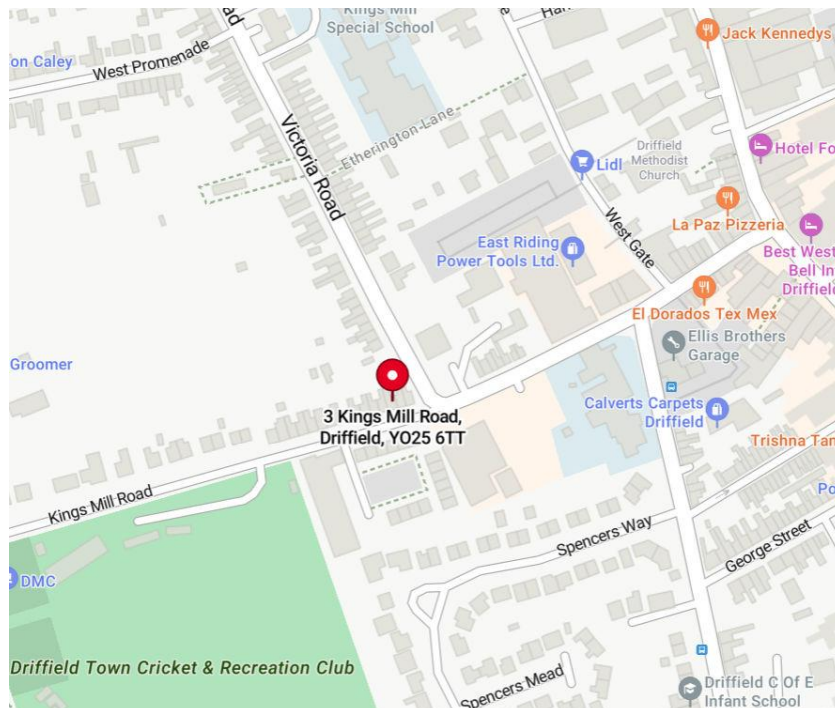 Kings Mill
Special School
Jack Kennedys
on Caley
West Promenade
Victoria Road
Etherington Lane
Lidl
Driffield
Methodist
Church
Hotel Fo
La Paz Pizzeria
West Gate
East Riding
Power Tools Ltd.
Best West
Bell In
Driffield
El Dorados Tex Mex
Ellis Brothers
Garage
Groomer
3 Kings Mill Road,
Driffield, YO25 6TT
Calverts Carpets
Driffield
Trishna Tan
Kings Mill Road
Po
Spencers Way
George Street
DMC
Driffield Town Cricket & Recreation Club
Spencers Mead
Driffield C Of E
Infant School